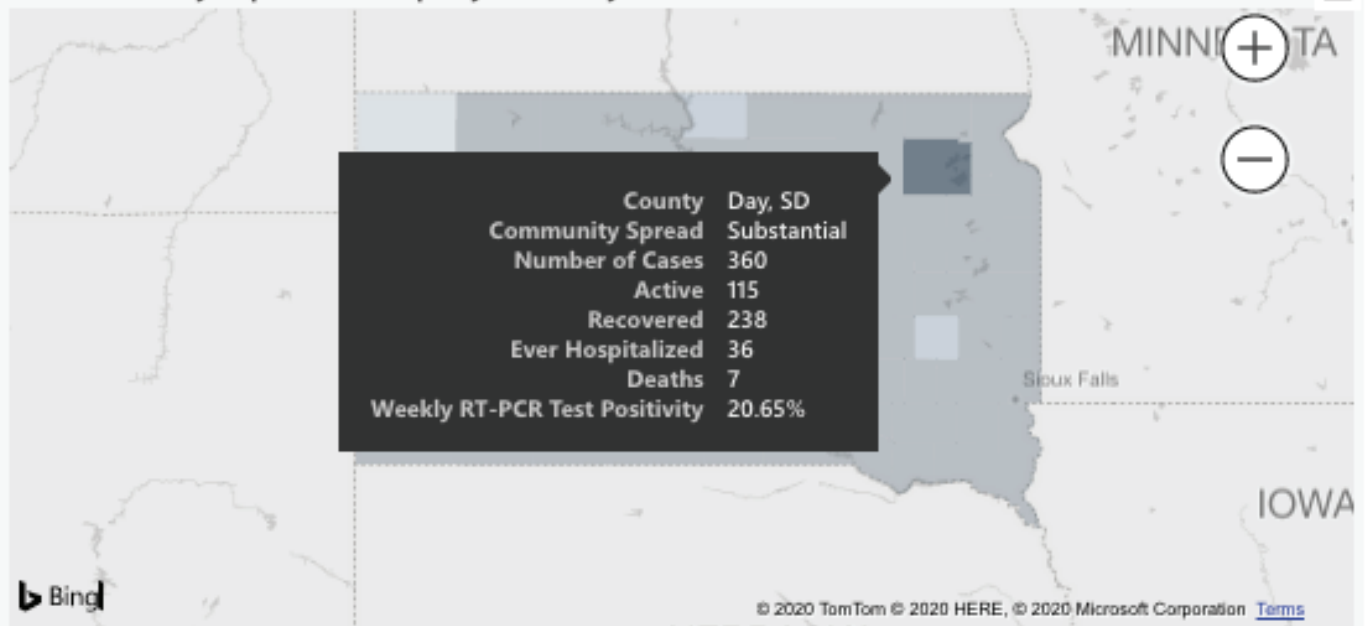 MINNE TA
County Day, SD
Community Spread Substantial
Number of Cases 360
Active 115
Recovered 238
Ever Hospitalized 36
Deaths 7
Weekly RT-PCR Test Positivity 20.65%
Sioux Falls
IOWA
Bing
© 2020 TomTom © 2020 HERE, © 2020 Microsoft Corporation Terms